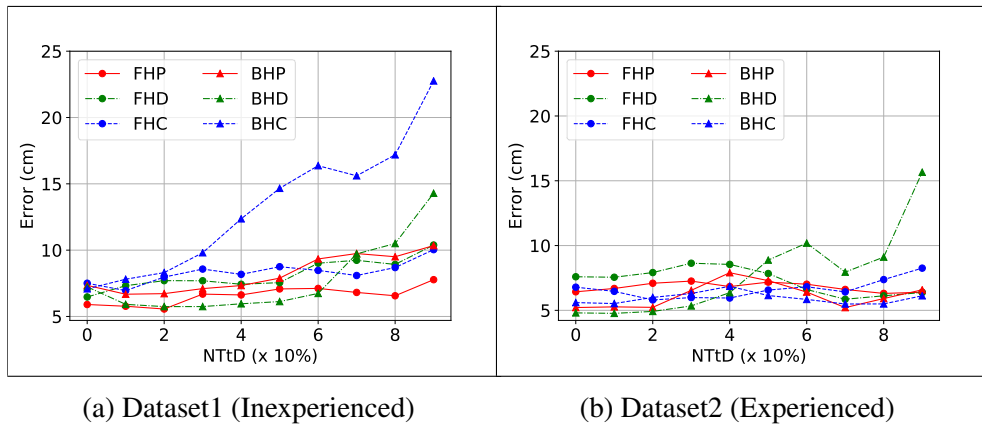 25
20
15
10
5
Error (cm)
FHP
FHD
FHC
BHP
BHD
BHC
0
2
4
6
8
NTtD (x 10%)
(a) Dataset1 (Inexperienced)
25
20
15
10
5
Error (cm)
FHP
FHD
FHC
BHP
BHD
BHC
0
2
4
6
8
NTtD (x 10%)
(b) Dataset2 (Experienced)